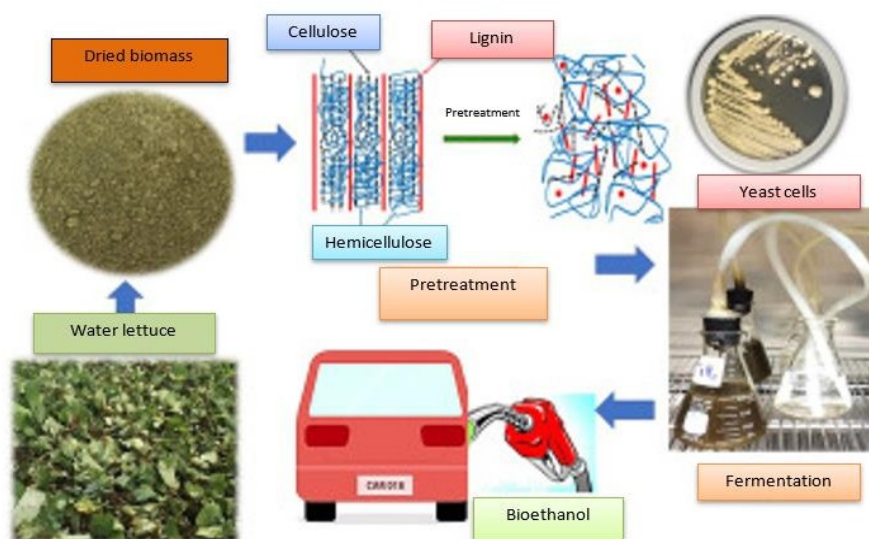 Cellulose
Lignin
Dried biomass
Pretreatment
Yeast cells
Hemicellulose
Pretreatment
Water lettuce
Fermentation
Bioethanol